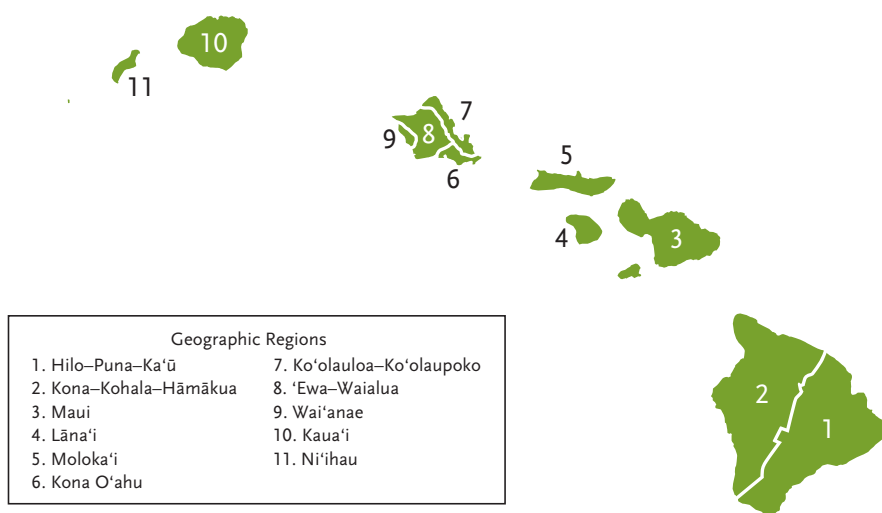 10
11
7
8
9
6
5
4
3
2
1
Geographic Regions
1. Hilo–Puna–Ka‘ū
2. Kona–Kohala–Hāmākua
3. Maui
4. Lāna‘i
5. Moloka‘i
6. Kona O‘ahu
7. Ko‘olauloa–Ko‘olaupoko
8. ‘Ewa–Waialua
9. Wai‘anae
10. Kaua‘i
11. Ni‘ihau